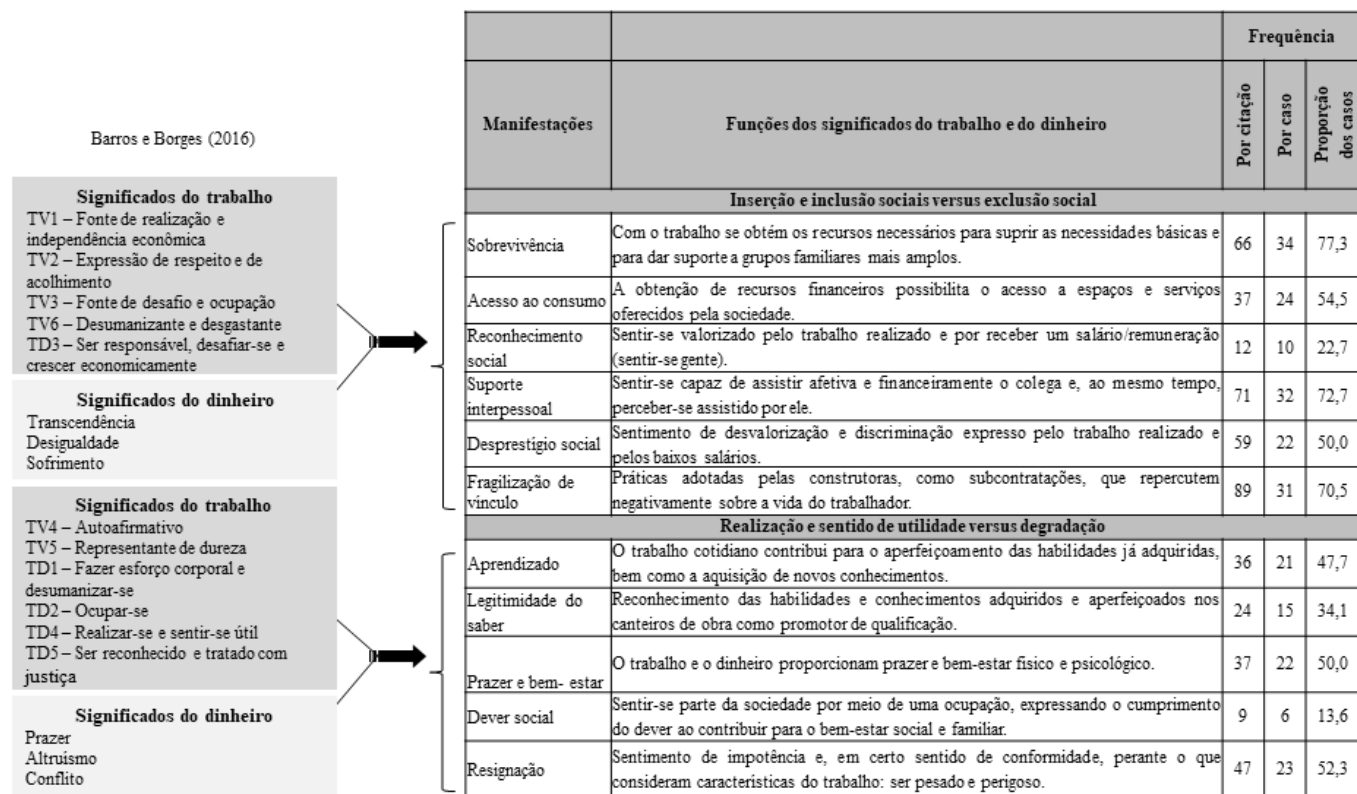 Barros e Borges (2016)
Significados do trabalho
TV1 – Fonte de realização e
independência econômica
TV2 – Expressão de respeito e de
acolhimento
TV3 – Fonte de desafio e ocupação
TV6 – Desumanizante e desgastante
TD3 – Ser responsável, desafiar-se e
crescer economicamente
Significados do dinheiro
Transcendência
Desigualdade
Sofrimento
Significados do trabalho
TV4 – Autoafirmativo
TV5 – Representante de dureza
TD1 – Fazer esforço corporal e
desumanizar-se
TD2 – Ocupar-se
TD4 – Realizar-se e sentir-se útil
TD5 – Ser reconhecido e tratado com
justiça
Significados do dinheiro
Prazer
Altruismo
Conflito
Frequência
Manifestações Funções dos significados do trabalho e do dinheiro Por citação Por caso Proporção
dos casos
Inserção e inclusão sociais versus exclusão social
Sobrevivência Com o trabalho se obtém os recursos necessários para suprir as necessidades básicas e 66 34 77,3
para dar suporte a grupos familiares mais amplos.
Acesso ao consumo A obtenção de recursos financeiros possibilita o acesso a espaços e serviços 37 24 54,5
oferecidos pela sociedade.
Reconhecimento Sentir-se valorizado pelo trabalho realizado e por receber um salário/remuneração 12 10 22,7
social (sentir-se gente).
Suporte Sentir-se capaz de assistir afetiva e financeiramente o colega e, ao mesmo tempo, 71 32 72,7
interpessoal perceber-se assistido por ele.
Desprestígio social Sentimento de desvalorização e discriminação expresso pelo trabalho realizado e 59 22 50,0
pelos baixos salários.
Fragilização de Práticas adotadas pelas construtoras, como subcontratações, que repercutem 89 31 70,5
vinculo negativamente sobre a vida do trabalhador.
Realização e sentido de utilidade versus degradação
Aprendizado O trabalho cotidiano contribui para o aperfeiçoamento das habilidades já adquiridas, 36 21 47,7
bem como a aquisição de novos conhecimentos.
Legitimidade do Reconhecimento das habilidades e conhecimentos adquiridos e aperfeiçoados nos 24 15 34,1
saber canteiros de obra como promotor de qualificação.
Prazer e bem- estar O trabalho e o dinheiro proporcionam prazer e bem-estar fisico e psicológico. 37 22 50,0
Dever social Sentir-se parte da sociedade por meio de uma ocupação, expressando o cumprimento 9 6 13,6
do dever ao contribuir para o bem-estar social e familiar.
Resignação Sentimento de impotência e, em certo sentido de conformidade, perante o que 47 23 52,3
consideram caracteristicas do trabalho: ser pesado e perigoso.